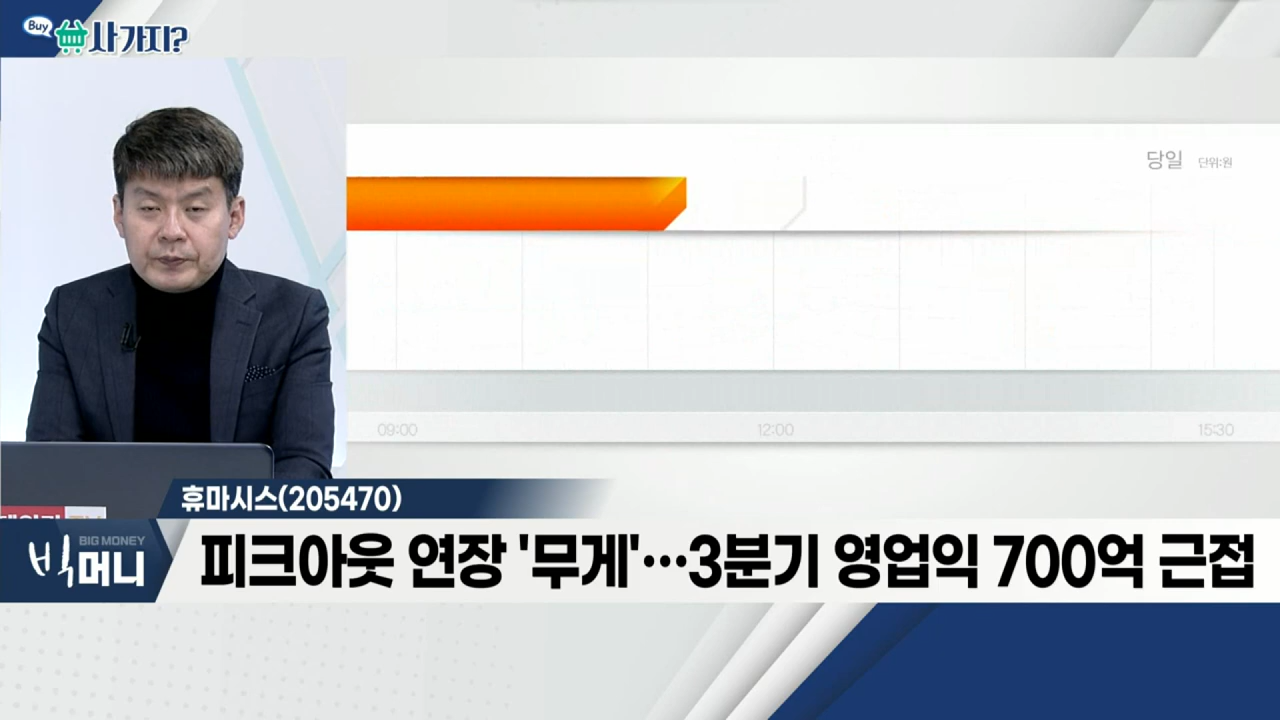 Buy
사 가지?
당일 단위:원
09:00 12:00 15:30
휴마시스(205470)
BIG MONEY
빅머니
피크아웃 연장 '무게'…3분기 영업익 700억 근접